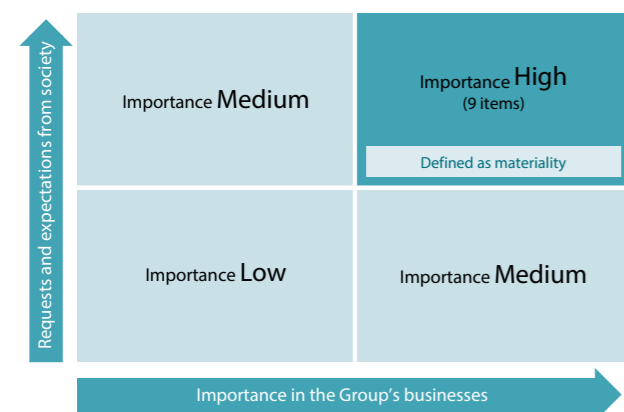 Requests and expectations from society
Importance Medium
Importance High
(9 items)
Defined as materiality
Importance Low
Importance Medium
Importance in the Group's businesses